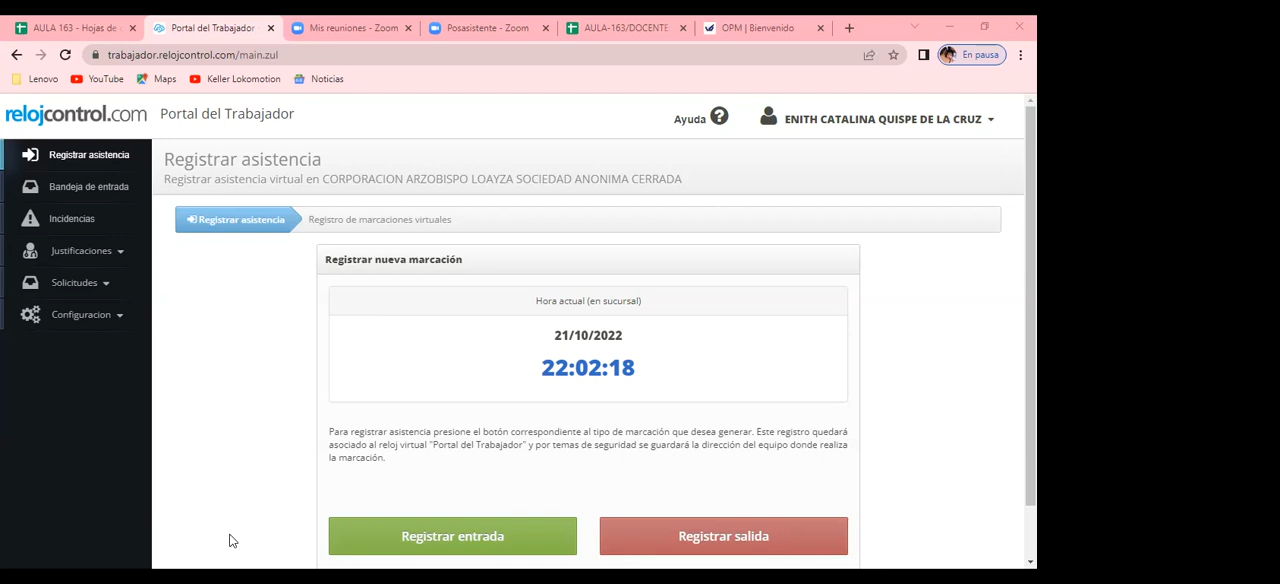 AULA 163 - Hojas de
Portal del Trabajador
Mis reuniones - Zoom
Posasistente - Zoom
AULA-163/DOCENTE
OPM | Bienvenido
trabajador.relojcontrol.com/main.zul
En pausa
Lenovo
YouTube
Maps
Keller Lokomotion
Noticias
relojcontrol.com
Portal del Trabajador
Ayuda
ENITH CATALINA QUISPE DE LA CRUZ
Registrar asistencia
Bandeja de entrada
Incidencias
Justificaciones
Solicitudes
Configuracion
Registrar asistencia
Registrar asistencia virtual en CORPORACION ARZOBISPO LOAYZA SOCIEDAD ANONIMA CERRADA
Registrar asistencia
Registro de marcaciones virtuales
Registrar nueva marcación
Hora actual (en sucursal)
21/10/2022
22:02:18
Para registrar asistencia presione el botón correspondiente al tipo de marcación que desea generar. Este registro quedará
asociado al reloj virtual "Portal del Trabajador" y por temas de seguridad se guardará la dirección del equipo donde realiza
la marcación.
Registrar entrada
Registrar salida